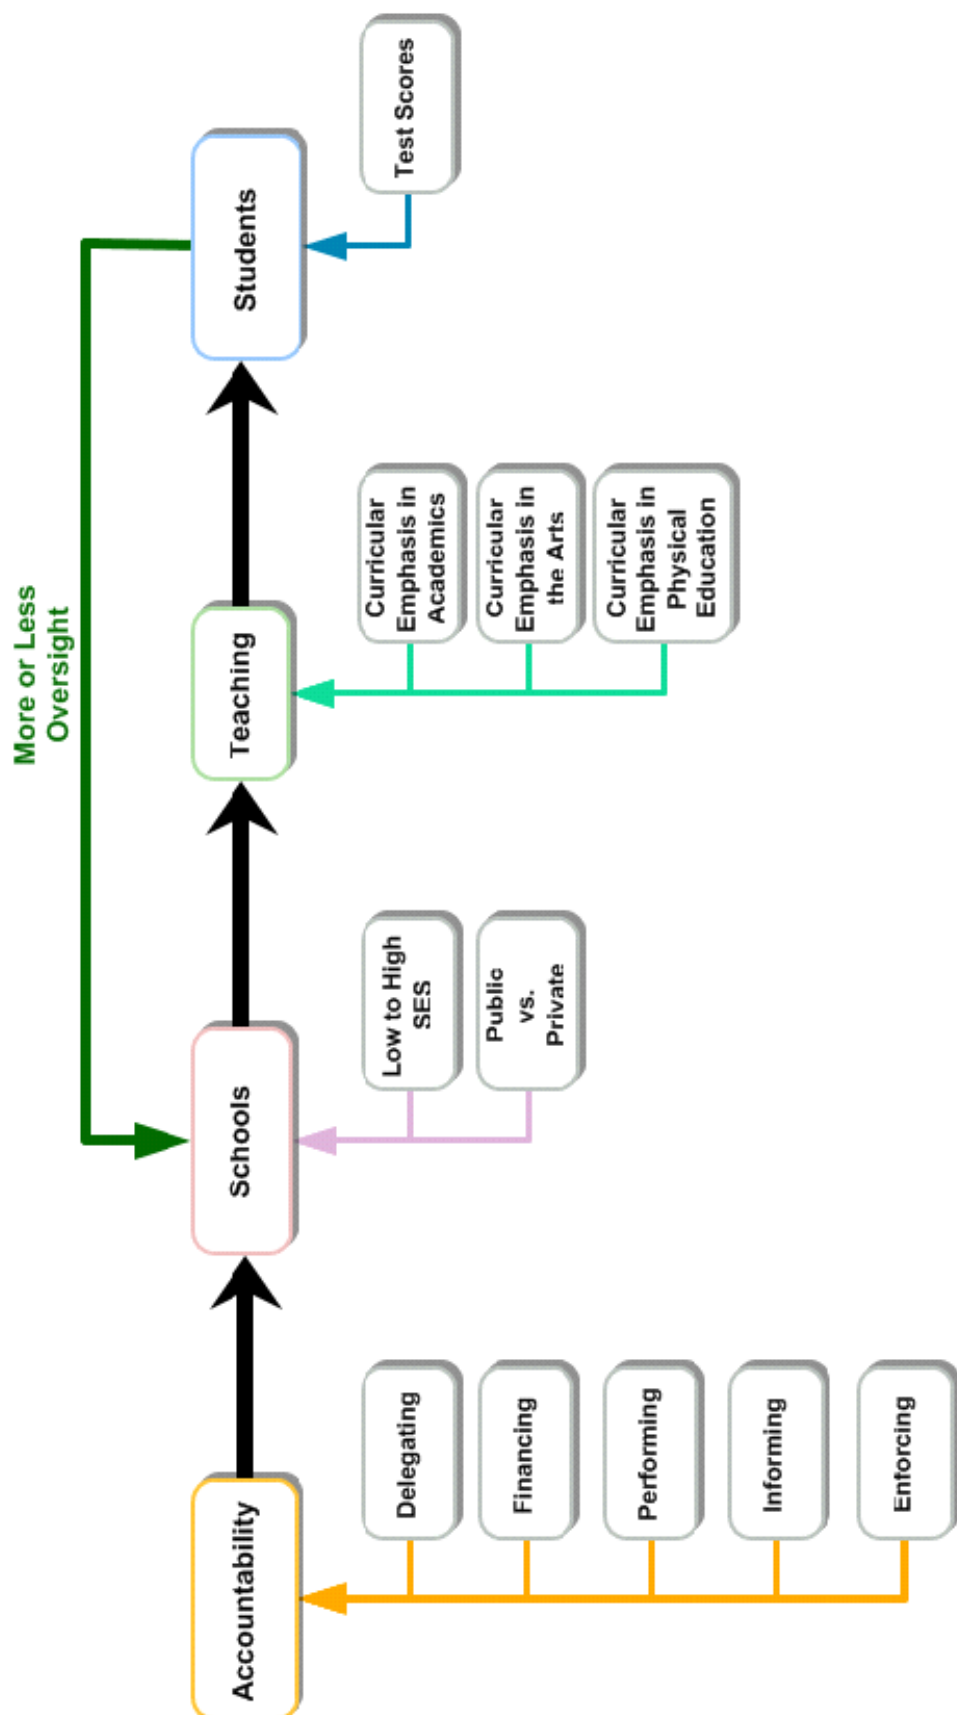 More or Less
Oversight
Accountability
Schools
Teaching
Students
Delegating
Financing
Performing
Informing
Enforcing
Low to High
SES
Public
vs.
Private
Curricular
Emphasis in
Academics
Curricular
Emphasis in
the Arts
Curricular
Emphasis in
Physical
Education
Test Scores